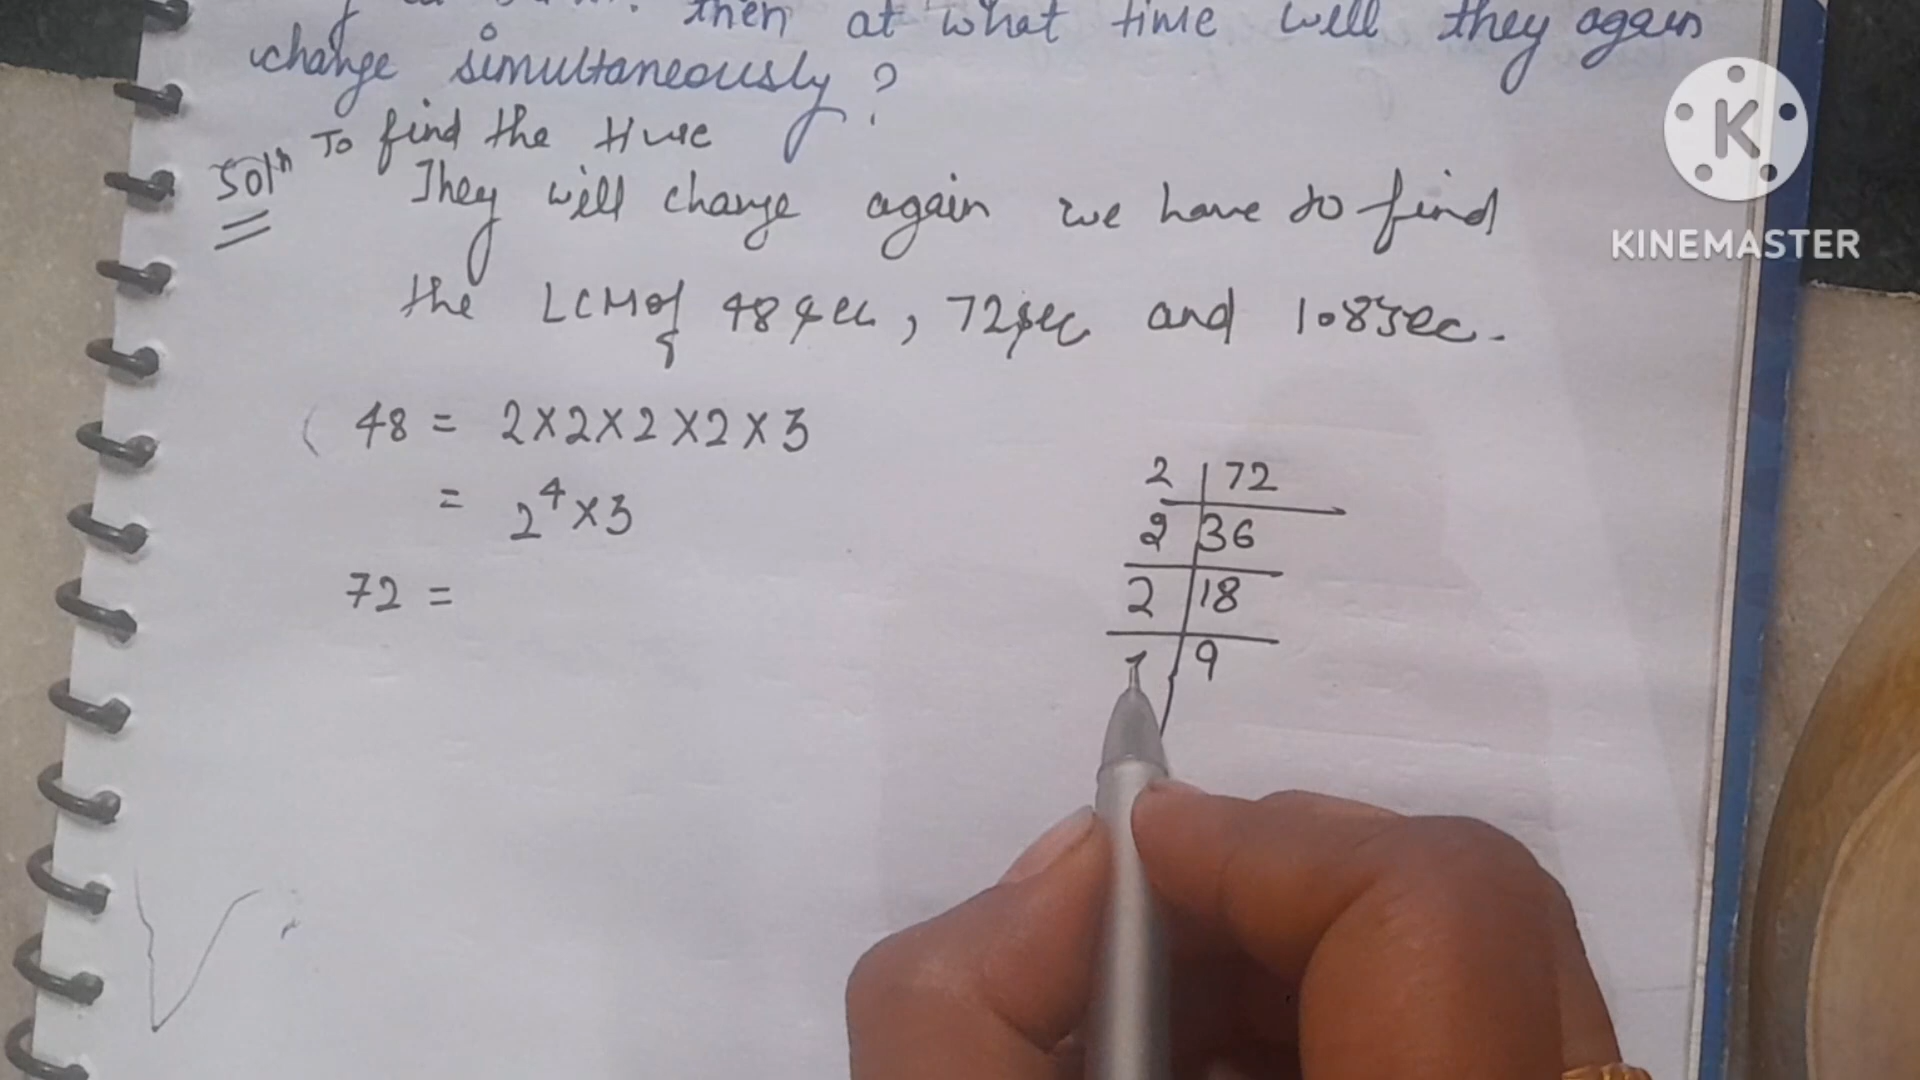 then at what time will they again
change simultaneously?
Solⁿ To find the time
They will change again we have to find
the LCM of 48 sec, 72 sec and 108 sec.
48 = 2×2×2×2×3
= 2⁴×3
72 =
2 | 72
2 | 36
2 | 18
9
K
KINEMASTER